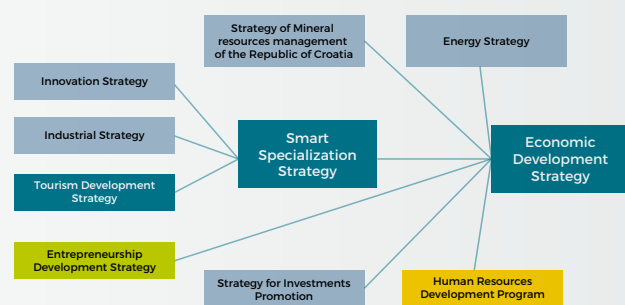 Strategy of Mineral
resources management
of the Republic of Croatia
Energy Strategy
Innovation Strategy
Industrial Strategy
Smart
Specialization
Strategy
Economic
Development
Strategy
Tourism Development
Strategy
Entrepreneurship
Development Strategy
Strategy for Investments
Promotion
Human Resources
Development Program